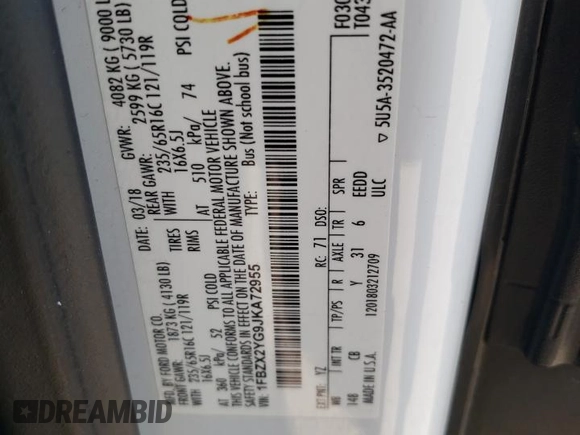 MFD. BY FORD MOTOR CO.
DATE: 03/18 GVWR: 4082 KG ( 9000 L
FRONT GAWR: 1873 KG ( 4130 LB) REAR GAWR: 2599 KG ( 5730 LB)
WITH 235/65R16C 121/119R TIRES WITH 235/65R16C 121/119R
16X6.5J RIMS 16X6.5J
AT 360 kPa/ 52 PSI COLD AT 510 kPa/ 74 PSI COLD
THIS VEHICLE CONFORMS TO ALL APPLICABLE FEDERAL MOTOR VEHICLE
SAFETY STANDARDS IN EFFECT ON THE DATE OF MANUFACTURE SHOWN ABOVE.
VIN: 1FBZX2YG9JKA72955
TYPE: Bus (Not school bus)
F030
T043
EXT PNT: YZ RC: 71 DSO:
WB INT TR TP/PS R AXLE TR SPR
148 CB Y 31 6 EEDD
MADE IN U.S.A. 1201803212709 ULC
▽ 5U5A-3520472-AA
DREAMBID